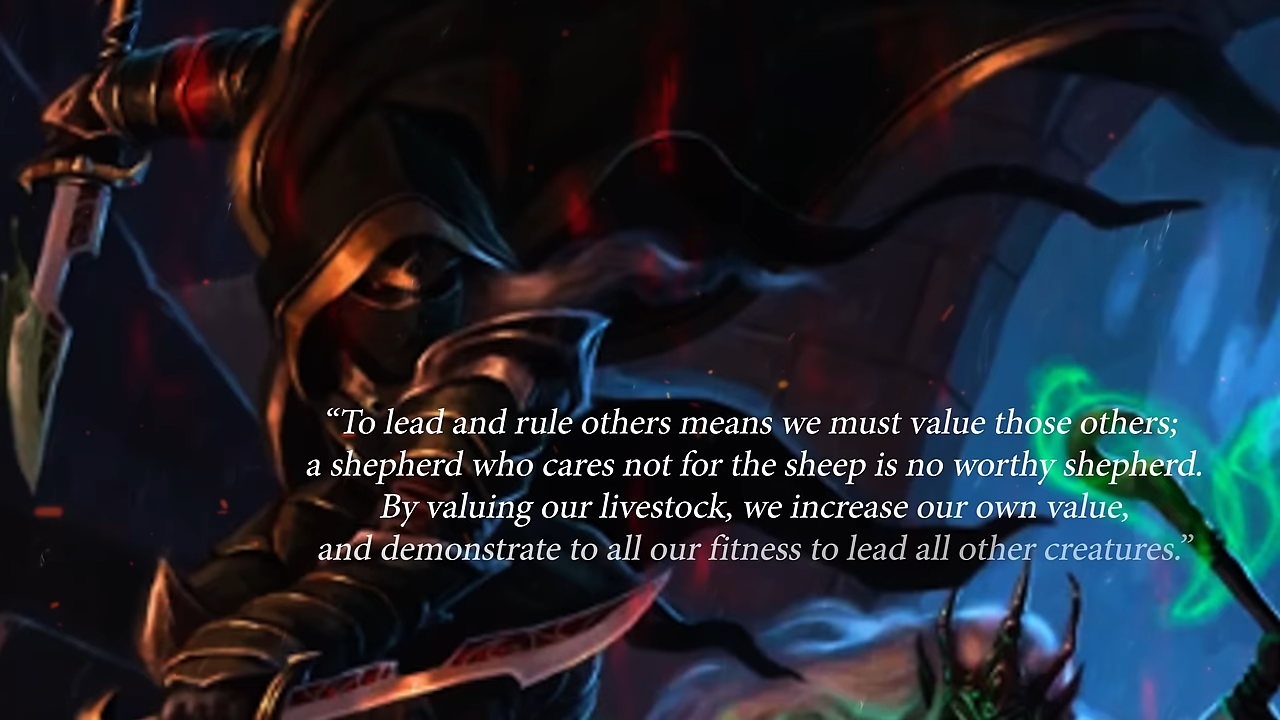 “To lead and rule others means we must value those others;
a shepherd who cares not for the sheep is no worthy shepherd.
By valuing our livestock, we increase our own value,
and demonstrate to all our fitness to lead all other creatures.”